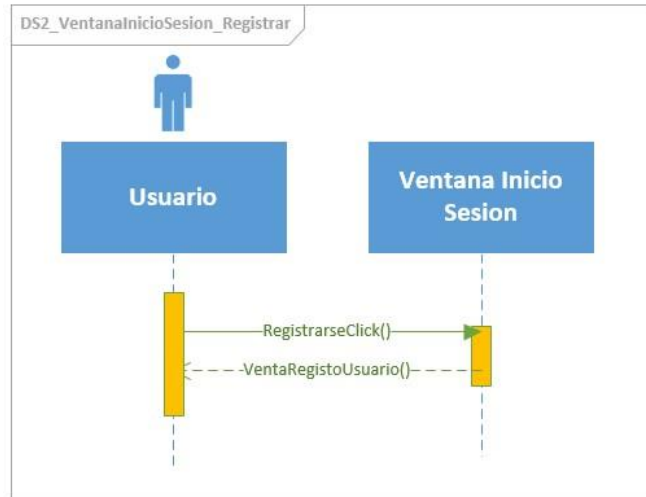 DS2_VentanaInicioSesion_Registrar
Usuario
Ventana Inicio
Sesion
RegistrarseClick()
VentaRegistoUsuario()